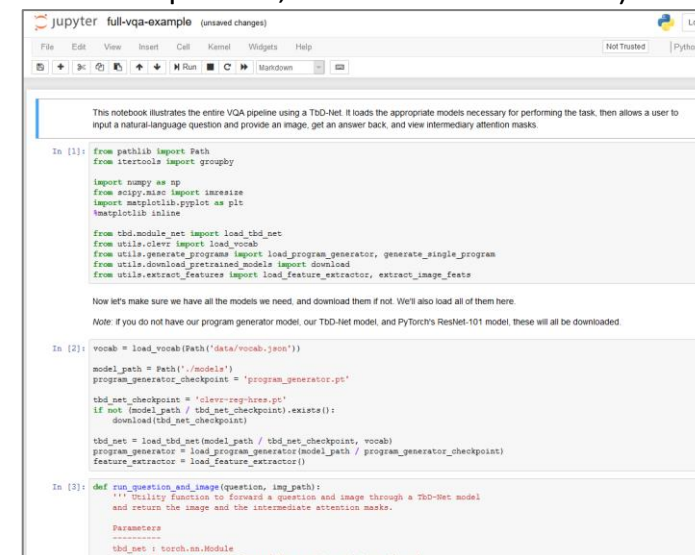 jupyter full-vqa-example (unsaved changes)
File Edit View Insert Cell Kernel Widgets Help Not Trusted
Run Markdown
This notebook illustrates the entire VQA pipeline using a TbD-Net. It loads the appropriate models necessary for performing the task, then allows a user to
input a natural-language question and provide an image, get an answer back, and view intermediary attention masks.
In [1]: from pathlib import Path
from itertools import groupby
import numpy as np
from scipy.misc import imresize
import matplotlib.pyplot as plt
%matplotlib inline
from tbd.module_net import load_tbd_net
from utils.clevr import load_vocab
from utils.generate_programs import load_program_generator, generate_single_program
from utils.download_pretrained_models import download
from utils.extract_features import load_feature_extractor, extract_image_feats
Now let's make sure we have all the models we need, and download them if not. We'll also load all of them here.
Note: if you do not have our program generator model, our TbD-Net model, and PyTorch's ResNet-101 model, these will all be downloaded.
In [2]: vocab = load_vocab(Path('data/vocab.json'))
model_path = Path('./models')
program_generator_checkpoint = 'program_generator.pt'
tbd_net_checkpoint = 'clevr-reg-hres.pt'
if not (model_path / tbd_net_checkpoint).exists():
download(tbd_net_checkpoint)
tbd_net = load_tbd_net(model_path / tbd_net_checkpoint, vocab)
program_generator = load_program_generator(model_path / program_generator_checkpoint)
feature_extractor = load_feature_extractor()
In [3]: def run_question_and_image(question, img_path):
''' Utility function to forward a question and image through a TbD-Net model
and return the image and the intermediate attention masks.
Parameters
----------
tbd_net : torch.nn.Module